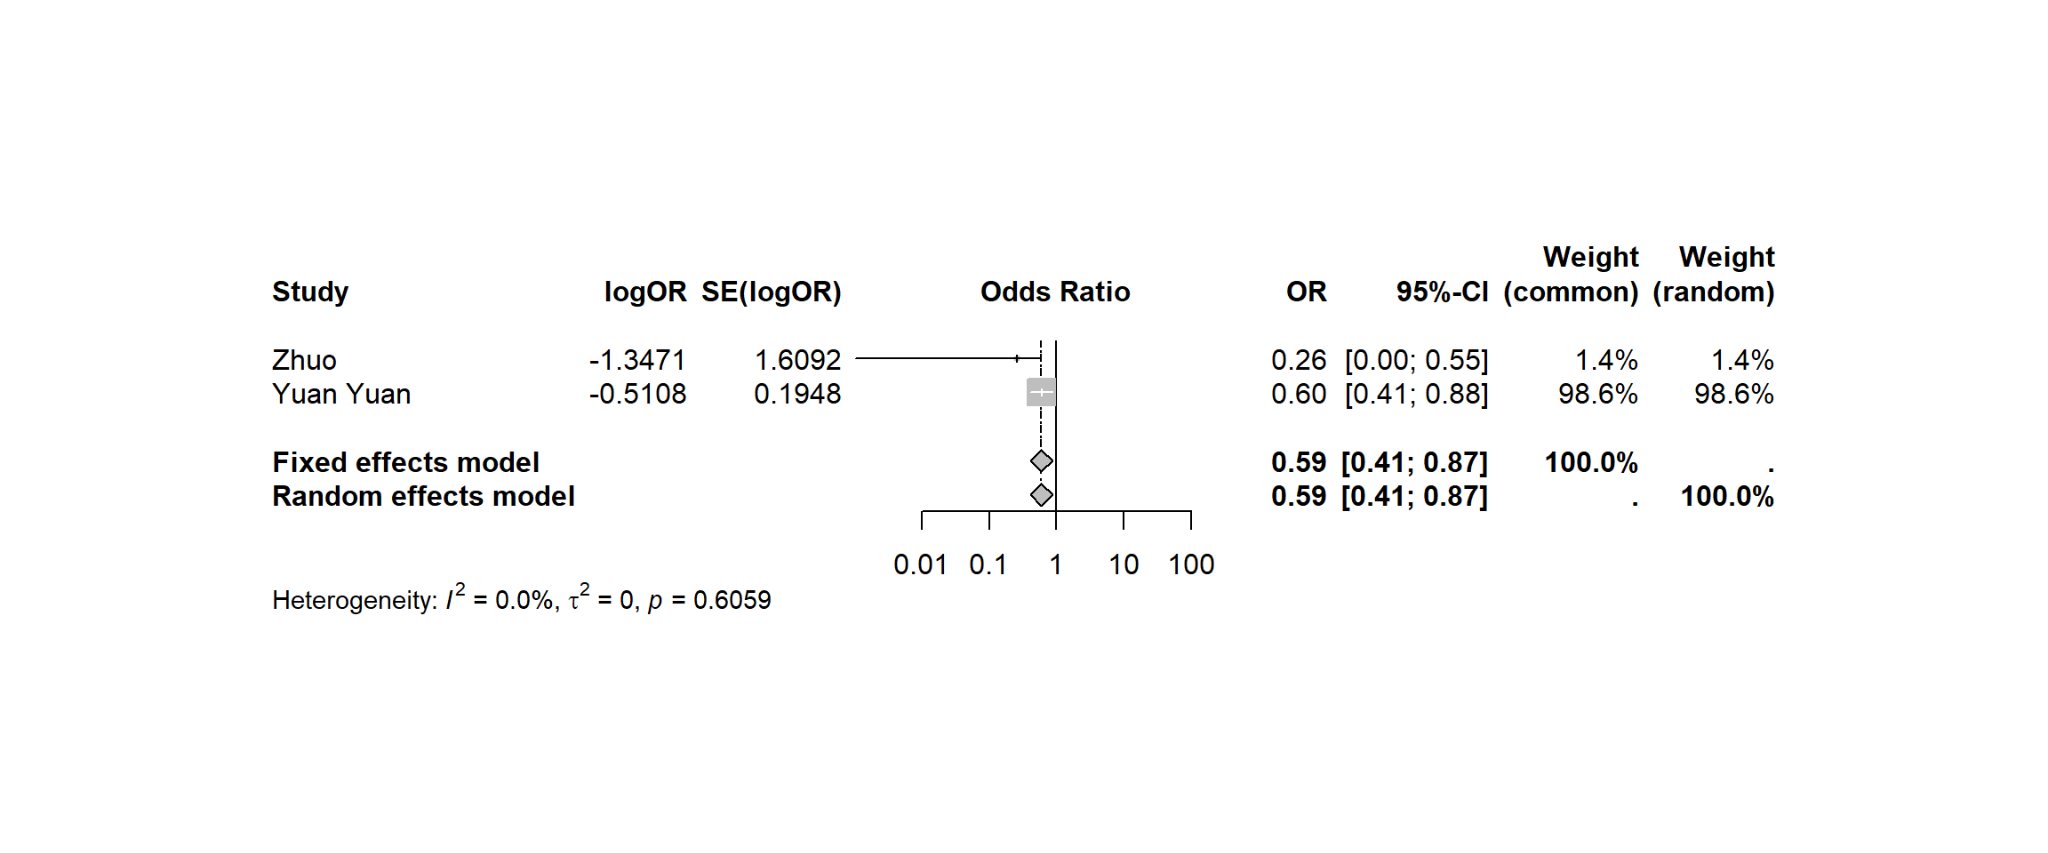 Weight Weight
Study logOR SE(logOR) Odds Ratio OR 95%-CI (common) (random)
Zhuo -1.3471 1.6092 0.26 [0.00; 0.55] 1.4% 1.4%
Yuan Yuan -0.5108 0.1948 0.60 [0.41; 0.88] 98.6% 98.6%
Fixed effects model 0.59 [0.41; 0.87] 100.0% .
Random effects model 0.59 [0.41; 0.87] . 100.0%
0.01 0.1 1 10 100
Heterogeneity: I² = 0.0%, τ² = 0, p = 0.6059